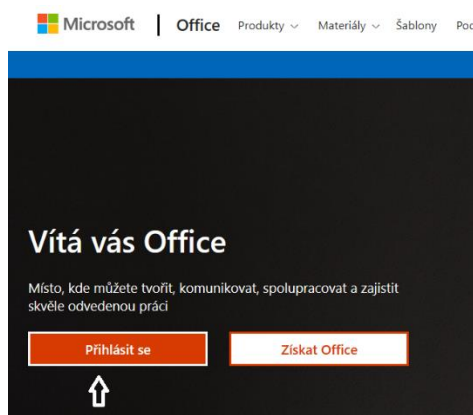 Microsoft | Office Produkty Materiály Šablony
Vítá vás Office
Místo, kde můžete tvořit, komunikovat, spolupracovat a zajistit
skvěle odvedenou práci
Přihlásit se Získat Office